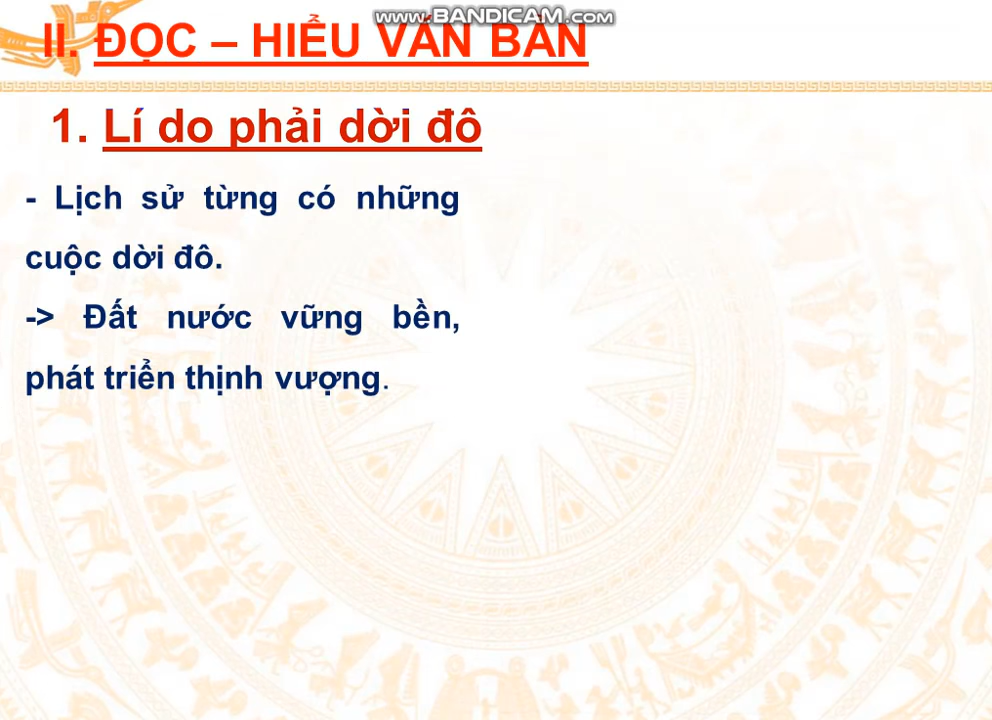 www.BANDICAM.com
II. ĐỌC – HIỂU VĂN BẢN
1. Lí do phải dời đô
- Lịch sử từng có những
cuộc dời đô.
-> Đất nước vững bền,
phát triển thịnh vượng.